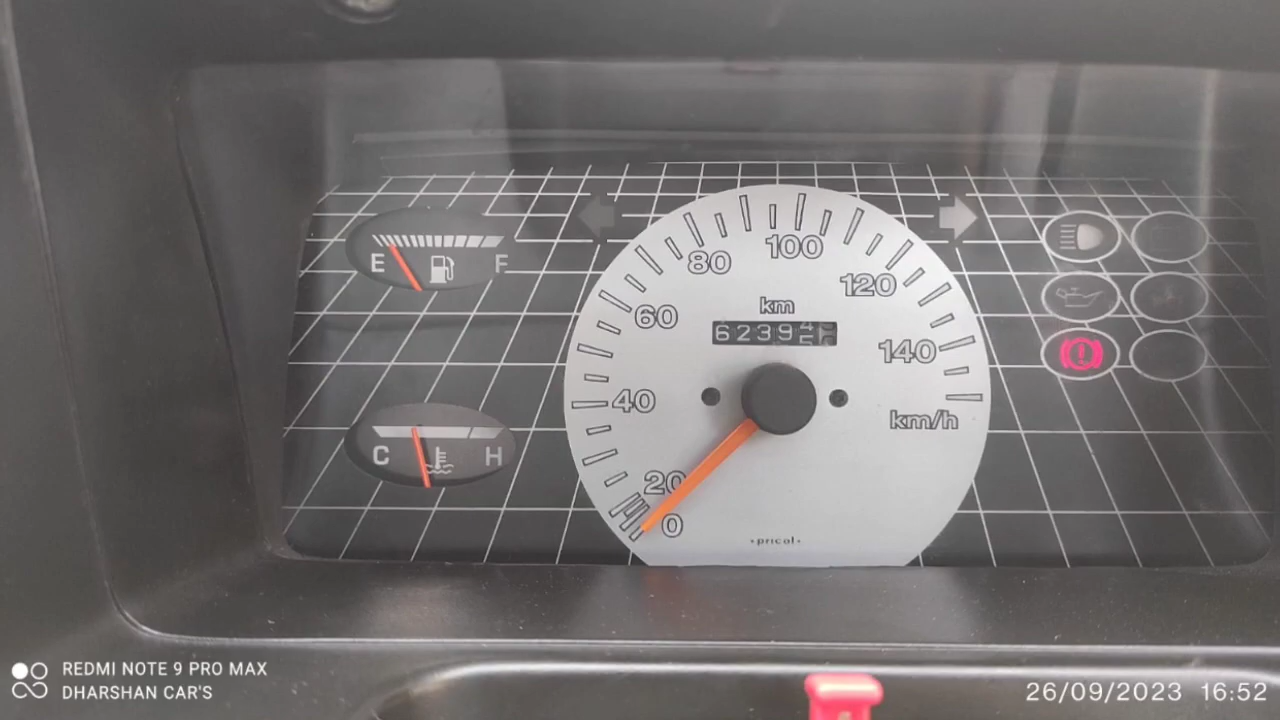 E F
80
100
120
60
km
6239
140
40
km/h
C H
20
0
pricol
REDMI NOTE 9 PRO MAX
DHARSHAN CAR'S
26/09/2023 16:52